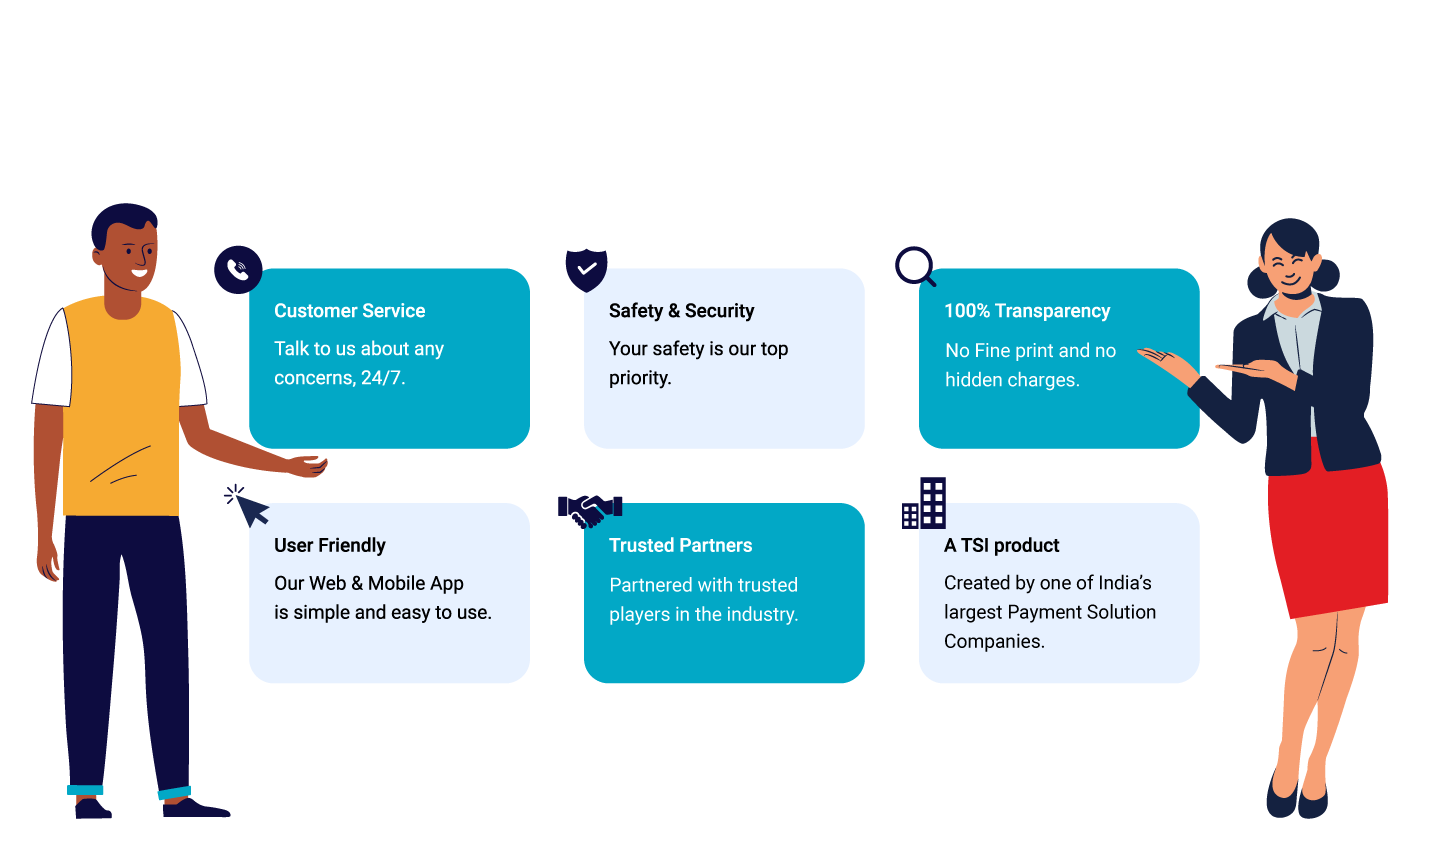 Customer Service
Talk to us about any
concerns, 24/7.
Safety & Security
Your safety is our top
priority.
100% Transparency
No Fine print and no
hidden charges.
User Friendly
Our Web & Mobile App
is simple and easy to use.
Trusted Partners
Partnered with trusted
players in the industry.
A TSI product
Created by one of India’s
largest Payment Solution
Companies.